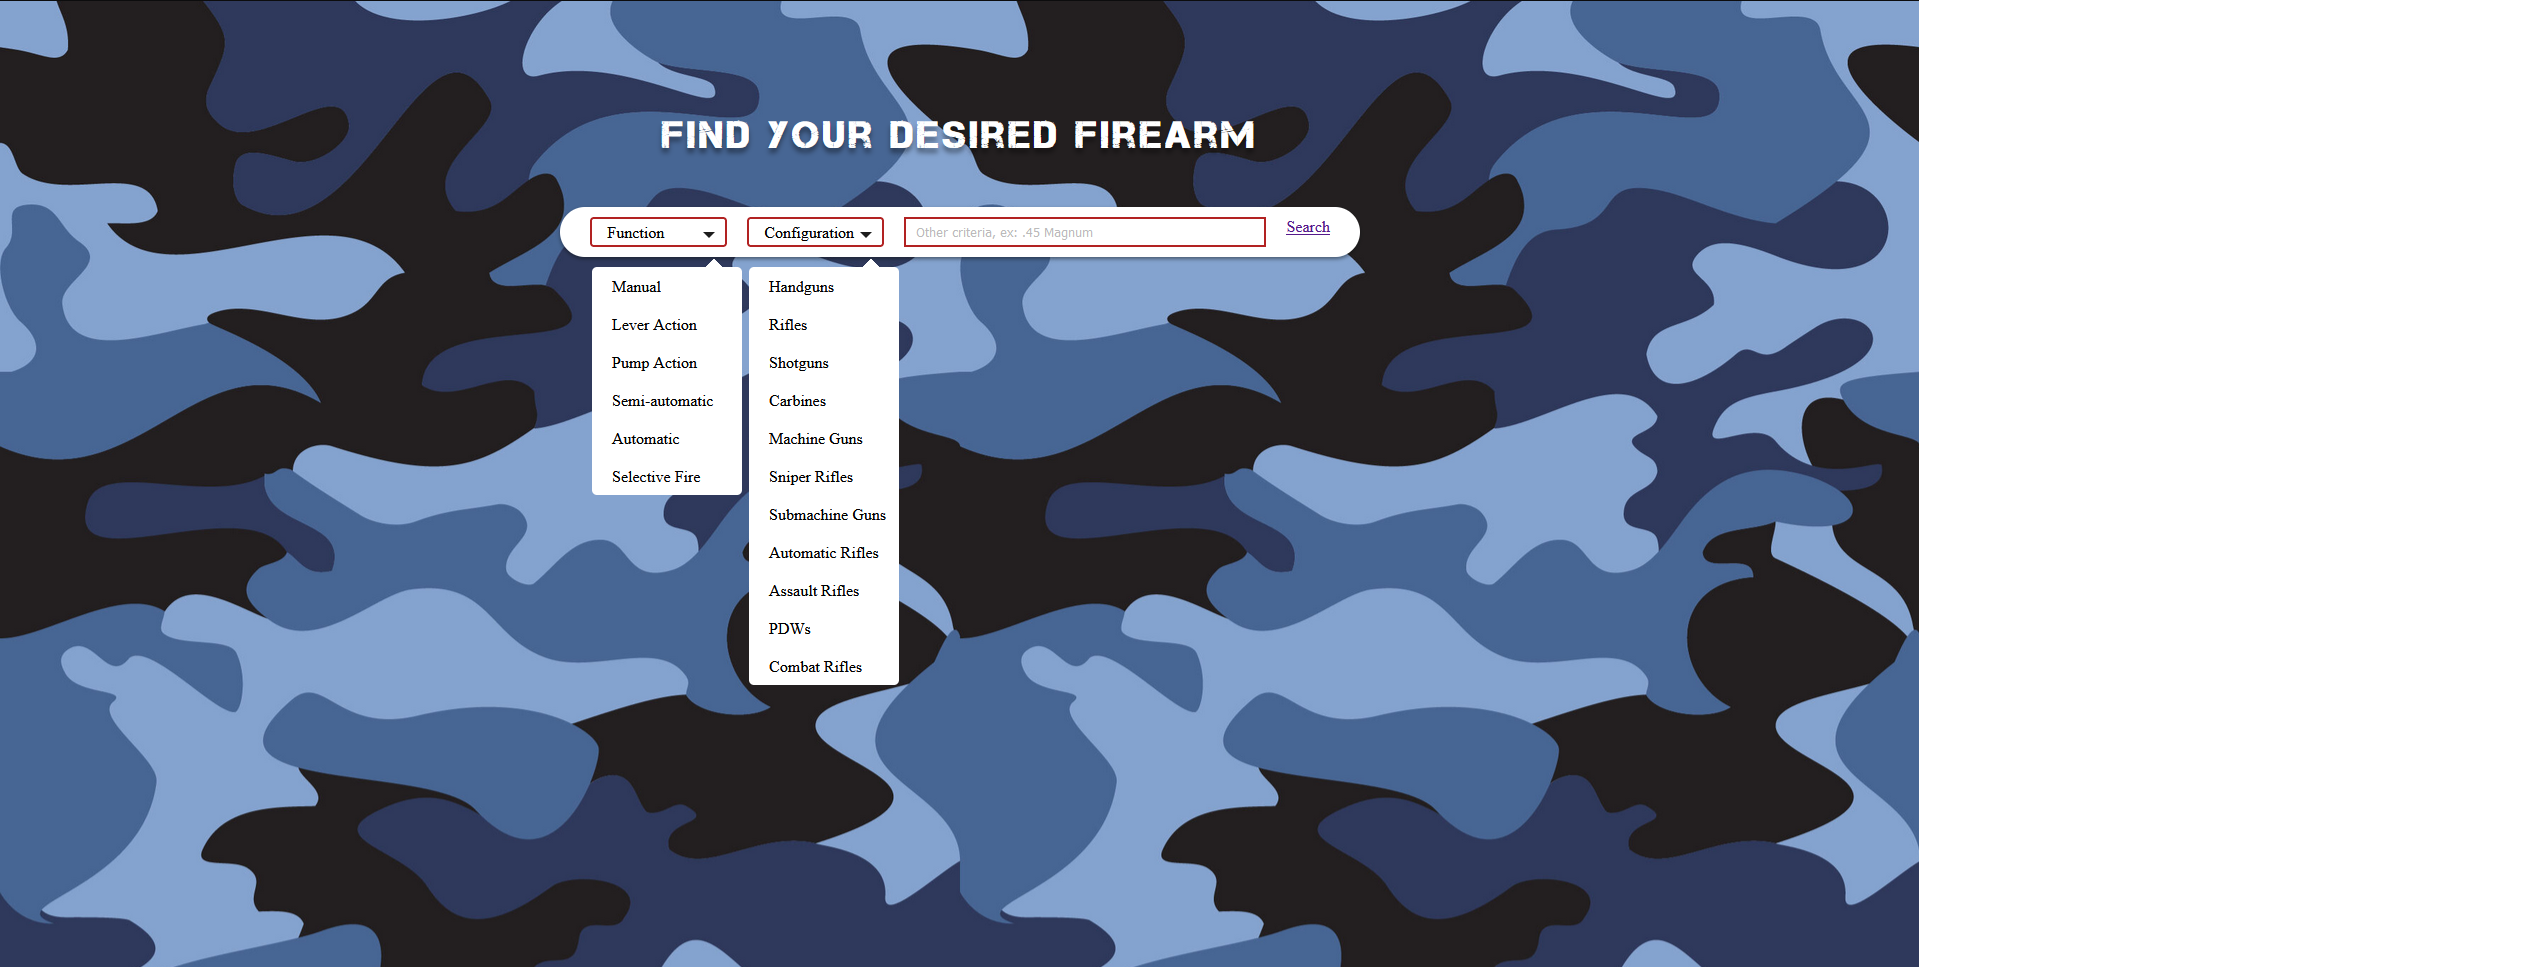 FIND YOUR DESIRED FIREARM
Function
Configuration
Other criteria, ex: .45 Magnum
Search
Manual
Lever Action
Pump Action
Semi-automatic
Automatic
Selective Fire
Handguns
Rifles
Shotguns
Carbines
Machine Guns
Sniper Rifles
Submachine Guns
Automatic Rifles
Assault Rifles
PDWs
Combat Rifles